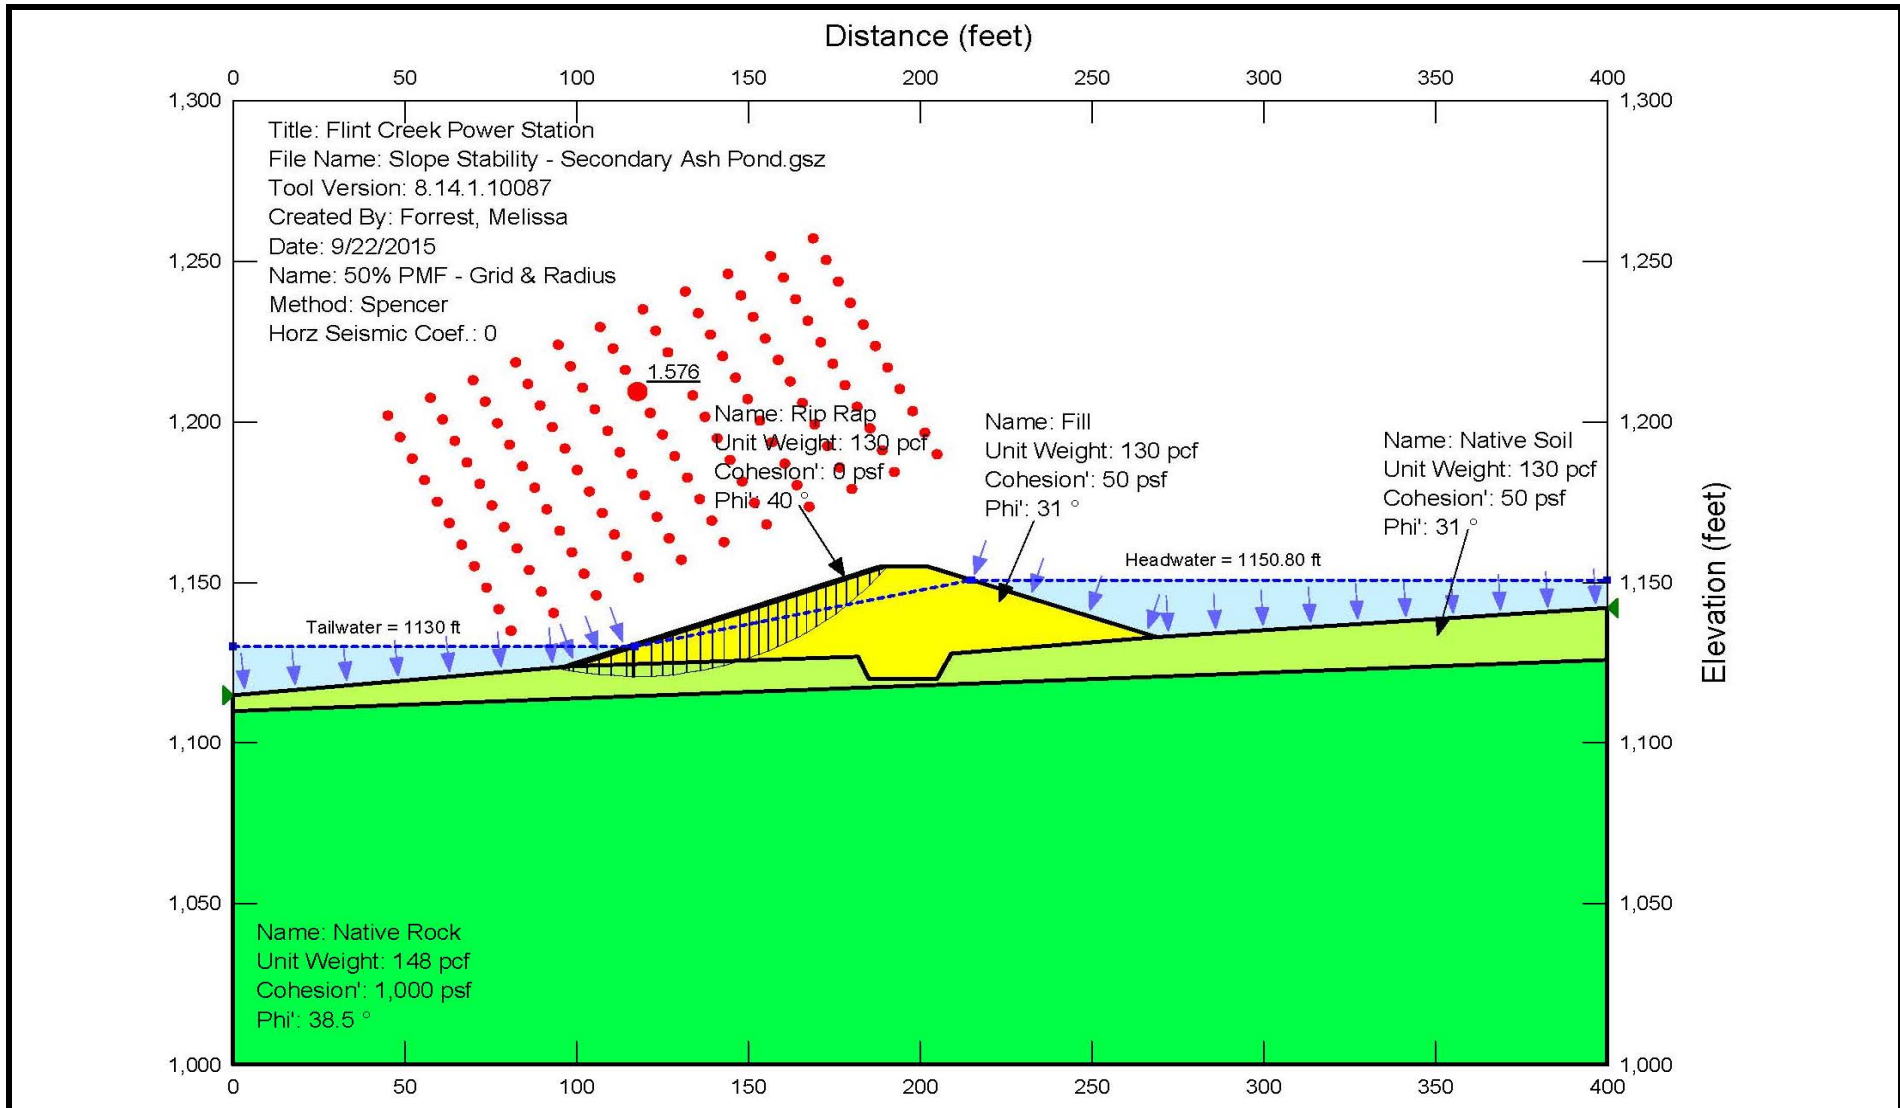 Distance (feet)
0 50 100 150 200 250 300 350 400
1,300 1,300
Title: Flint Creek Power Station
File Name: Slope Stability - Secondary Ash Pond.gsz
Tool Version: 8.14.1.10087
Created By: Forrest, Melissa
Date: 9/22/2015
Name: 50% PMF - Grid & Radius
Method: Spencer
Horz Seismic Coef.: 0
1,250 1,250
1.576
1,200 1,200
Name: Rip Rap
Unit Weight: 130 pcf
Cohesion': 0 psf
Phi': 40 °
Name: Fill
Unit Weight: 130 pcf
Cohesion': 50 psf
Phi': 31 °
Name: Native Soil
Unit Weight: 130 pcf
Cohesion': 50 psf
Phi': 31 °
Elevation (feet)
Headwater = 1150.80 ft
1,150 1,150
Tailwater = 1130 ft
1,100 1,100
1,050 1,050
Name: Native Rock
Unit Weight: 148 pcf
Cohesion': 1,000 psf
Phi': 38.5 °
1,000 1,000
0 50 100 150 200 250 300 350 400